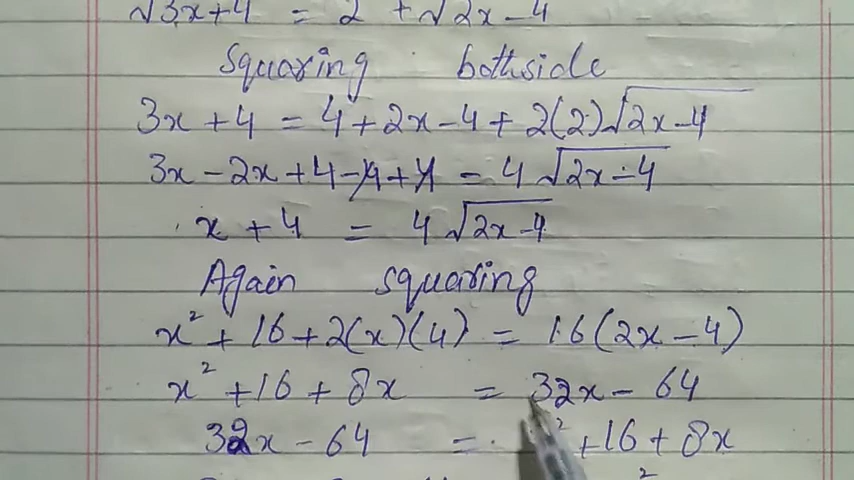 √3x+4 = 2 + √2x-4
Squaring bothside
3x + 4 = 4 + 2x - 4 + 2(2)√2x-4
3x - 2x + 4 - 4 + 4 = 4 √2x-4
x + 4 = 4 √2x-4
Again squaring
x² + 16 + 2(x)(4) = 16(2x - 4)
x² + 16 + 8x = 32x - 64
32x - 64 = ² + 16 + 8x